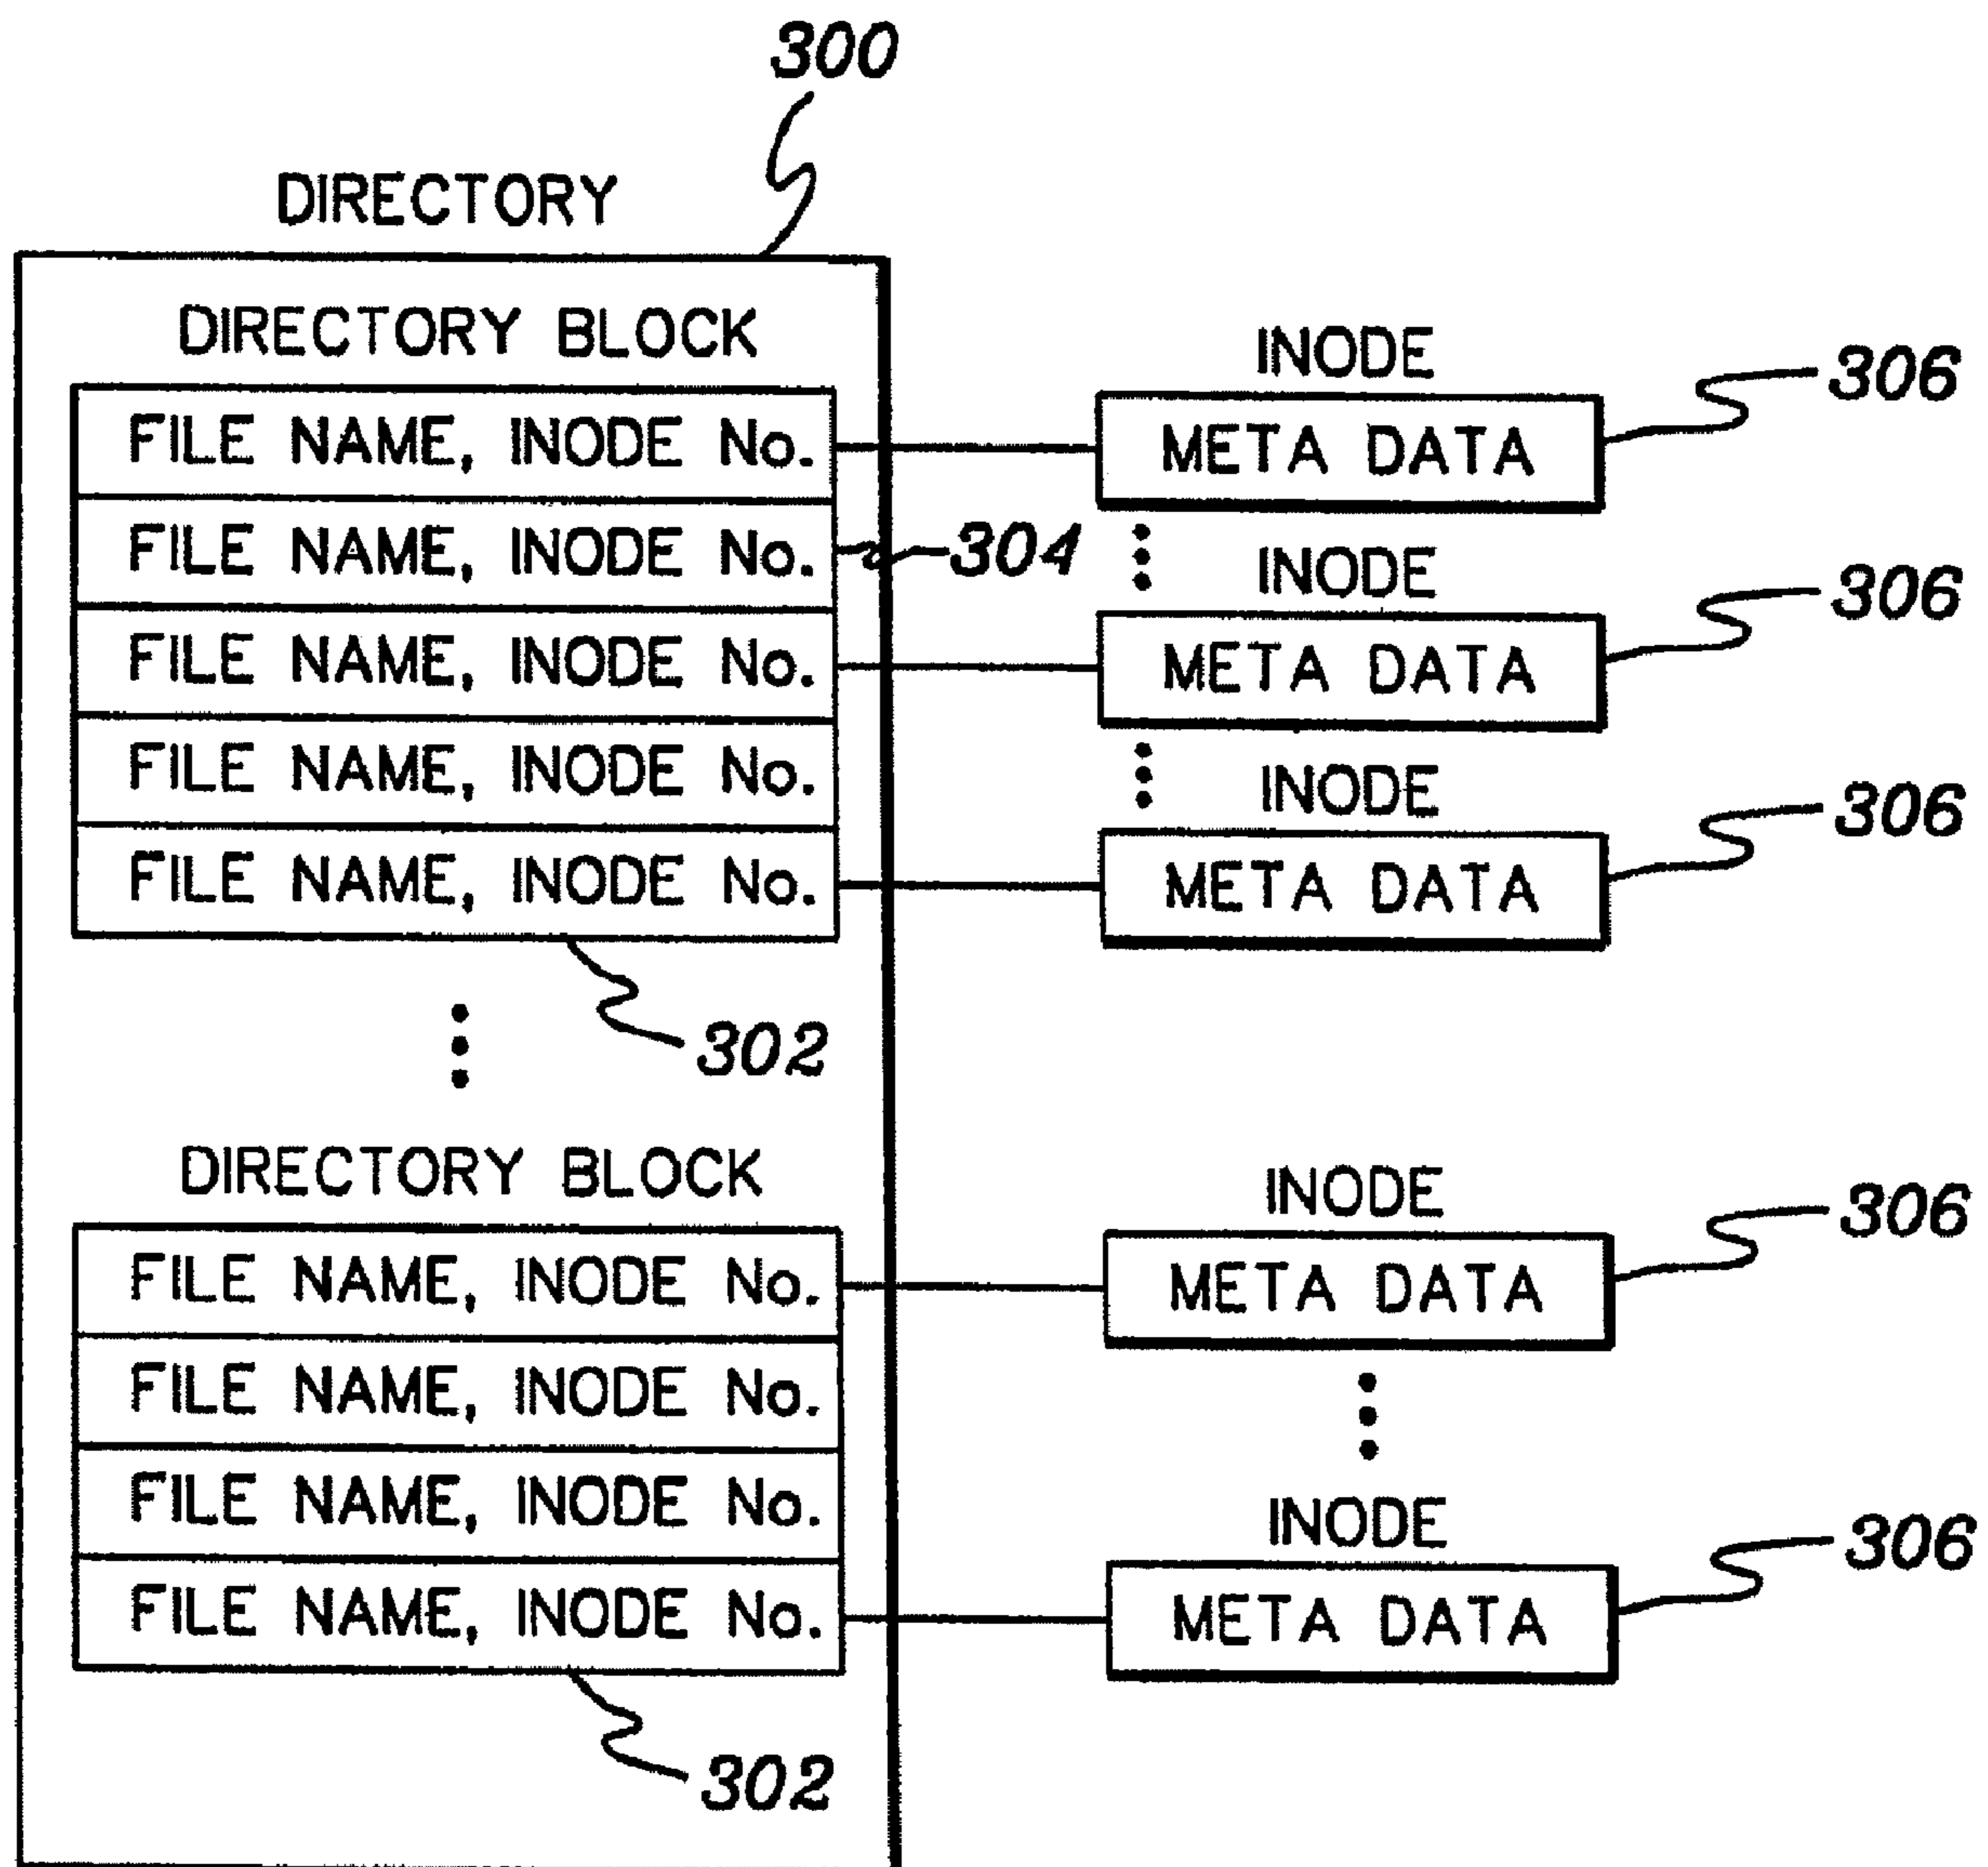 300
DIRECTORY
DIRECTORY BLOCK
INODE
306
FILE NAME, INODE No.
META DATA
FILE NAME, INODE No.
304
INODE
306
FILE NAME, INODE No.
META DATA
FILE NAME, INODE No.
INODE
306
FILE NAME, INODE No.
META DATA
302
DIRECTORY BLOCK
INODE
306
FILE NAME, INODE No.
META DATA
FILE NAME, INODE No.
FILE NAME, INODE No.
INODE
306
FILE NAME, INODE No.
META DATA
302